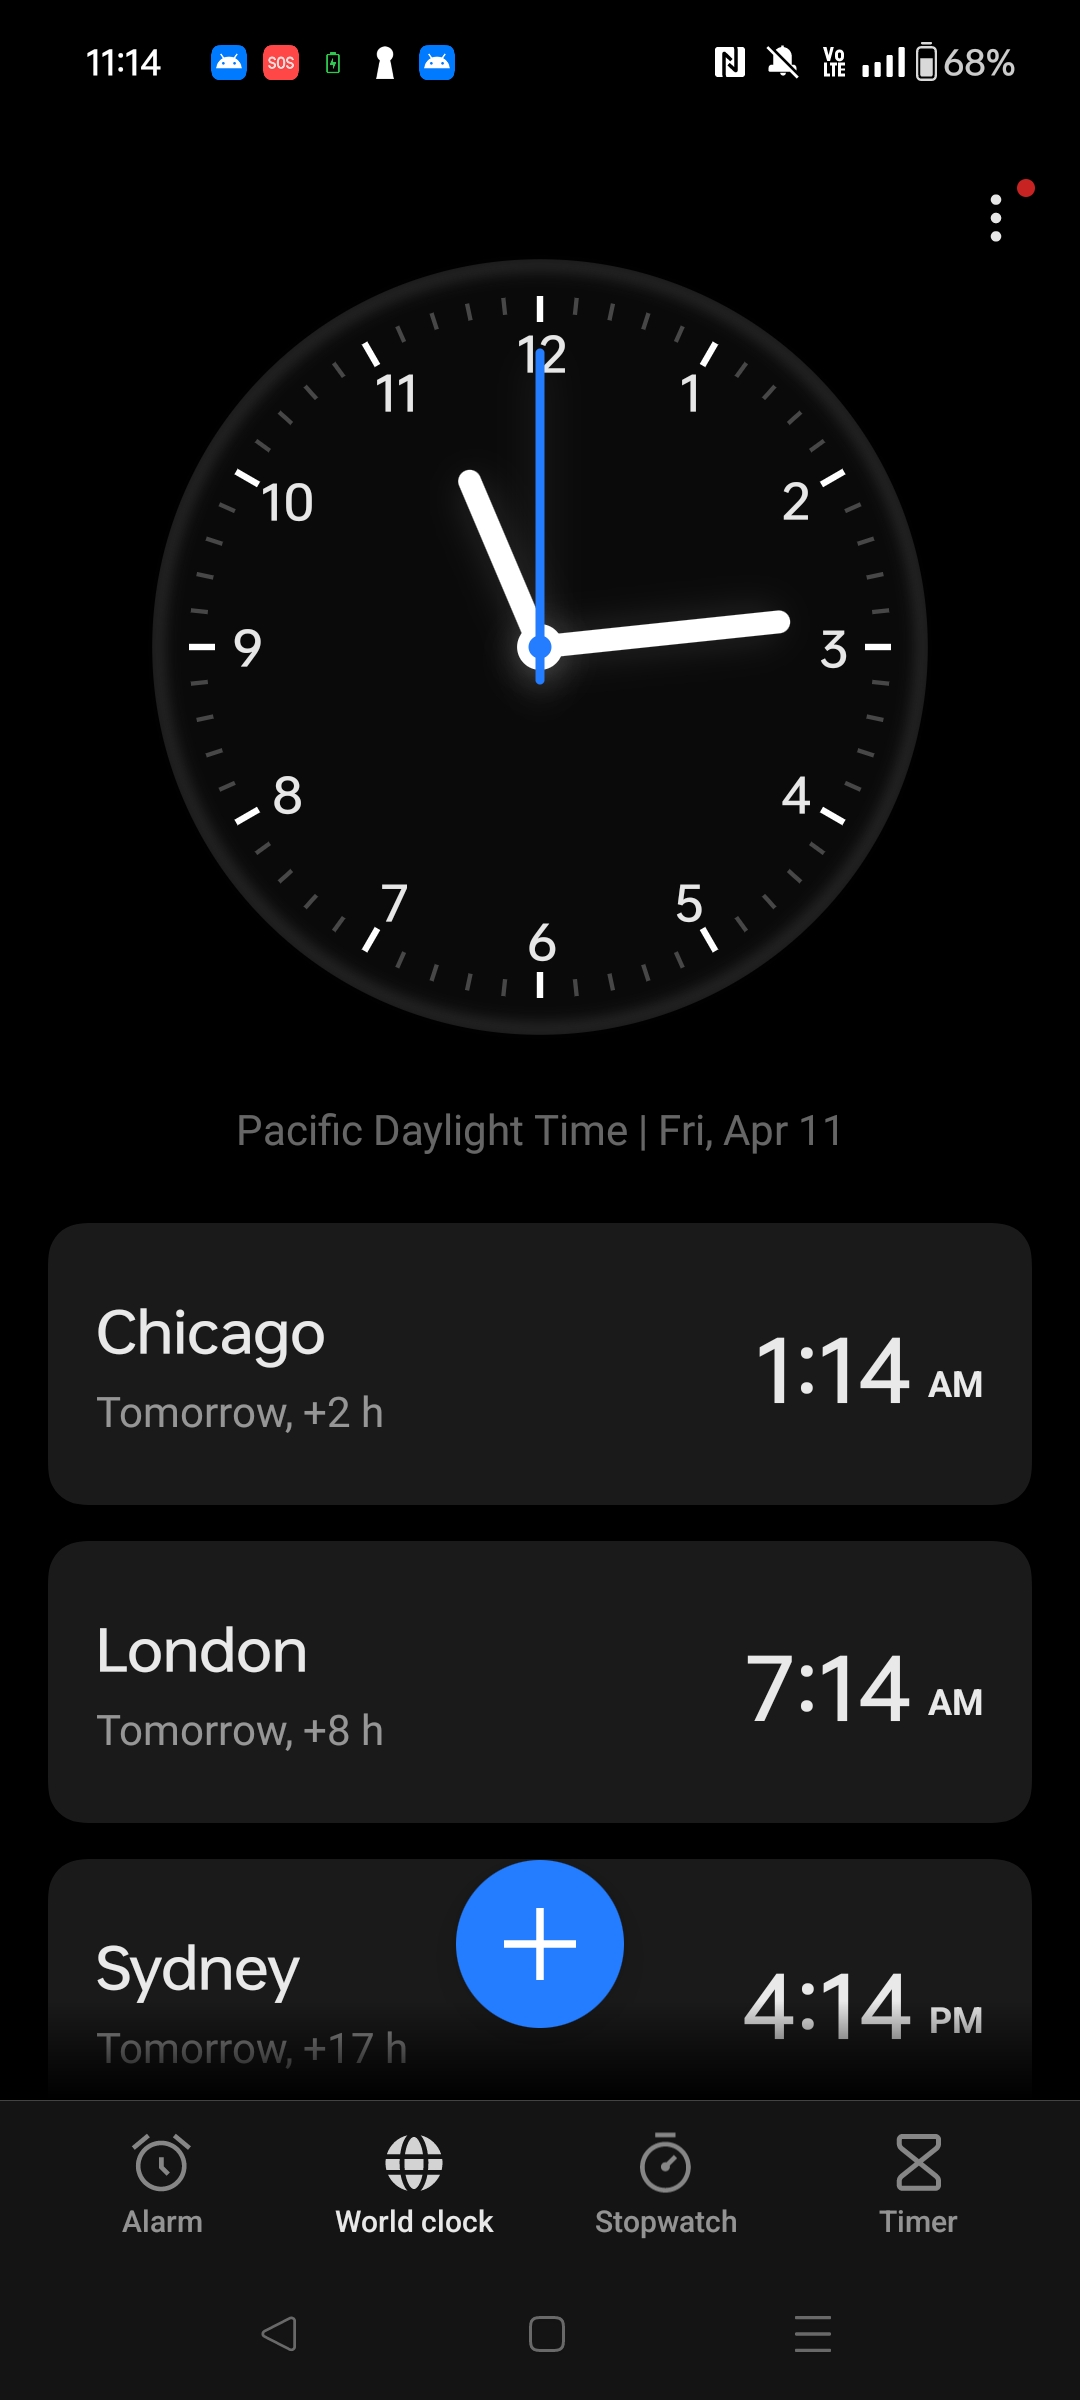 11:14 SOS Vo LTE 68%
12
11 1
10 2
9 3
8 4
7 5
6
Pacific Daylight Time | Fri, Apr 11
Chicago
Tomorrow, +2 h
1:14 AM
London
Tomorrow, +8 h
7:14 AM
Sydney
Tomorrow, +17 h
4:14 PM
Alarm World clock Stopwatch Timer